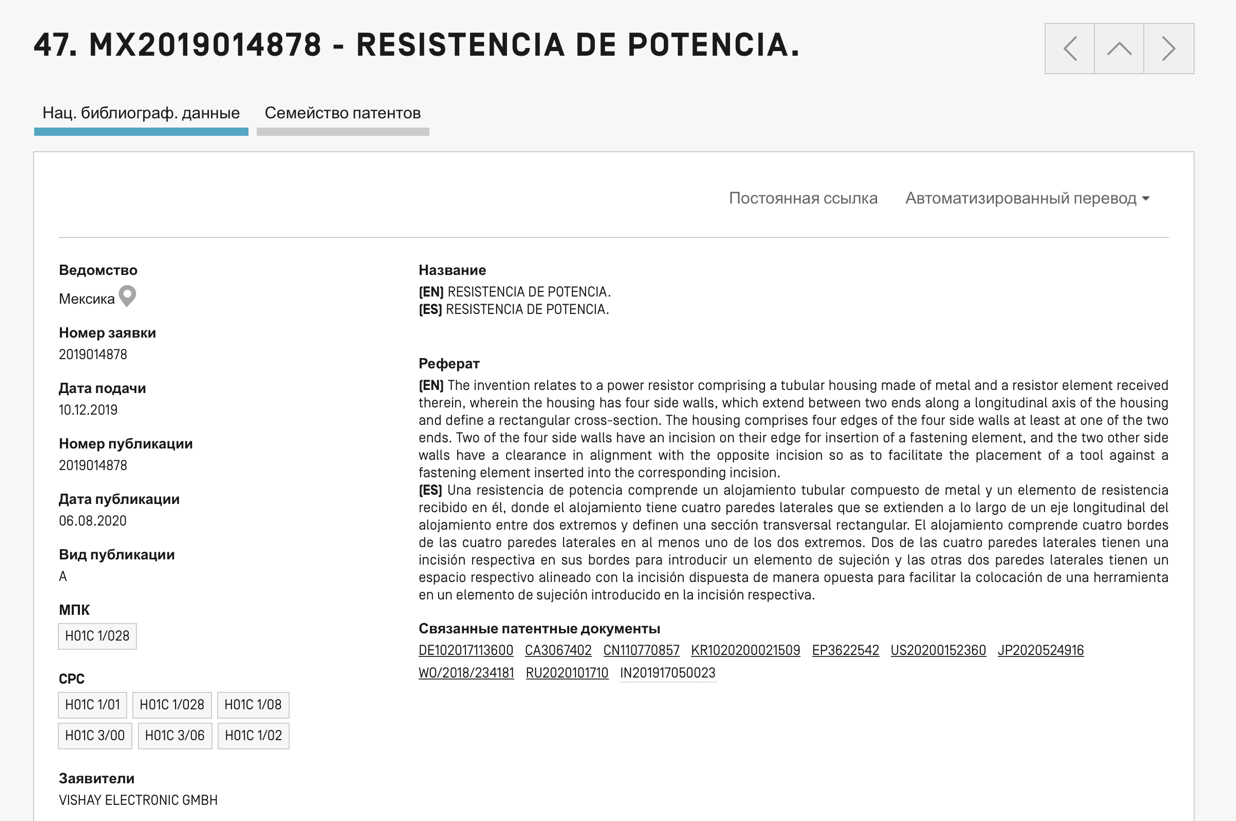 47. MX2019014878 - RESISTENCIA DE POTENCIA.
Нац. библиограф. данные
Семейство патентов
Постоянная ссылка
Автоматизированный перевод
Ведомство
Мексика
Номер заявки
2019014878
Дата подачи
10.12.2019
Номер публикации
2019014878
Дата публикации
06.08.2020
Вид публикации
A
МПК
H01C 1/028
CPC
H01C 1/01 H01C 1/028 H01C 1/08
H01C 3/00 H01C 3/06 H01C 1/02
Заявители
VISHAY ELECTRONIC GMBH
Название
[EN] RESISTENCIA DE POTENCIA.
[ES] RESISTENCIA DE POTENCIA.
Реферат
[EN] The invention relates to a power resistor comprising a tubular housing made of metal and a resistor element received
therein, wherein the housing has four side walls, which extend between two ends along a longitudinal axis of the housing
and define a rectangular cross-section. The housing comprises four edges of the four side walls at least at one of the two
ends. Two of the four side walls have an incision on their edge for insertion of a fastening element, and the two other side
walls have a clearance in alignment with the opposite incision so as to facilitate the placement of a tool against a
fastening element inserted into the corresponding incision.
[ES] Una resistencia de potencia comprende un alojamiento tubular compuesto de metal y un elemento de resistencia
recibido en él, donde el alojamiento tiene cuatro paredes laterales que se extienden a lo largo de un eje longitudinal del
alojamiento entre dos extremos y definen una sección transversal rectangular. El alojamiento comprende cuatro bordes
de las cuatro paredes laterales en al menos uno de los dos extremos. Dos de las cuatro paredes laterales tienen una
incisión respectiva en sus bordes para introducir un elemento de sujeción y las otras dos paredes laterales tienen un
espacio respectivo alineado con la incisión dispuesta de manera opuesta para facilitar la colocación de una herramienta
en un elemento de sujeción introducido en la incisión respectiva.
Связанные патентные документы
DE102017113600 CA3067402 CN110770857 KR1020200021509 EP3622542 US20200152360 JP2020524916
WO/2018/234181 RU2020101710 IN201917050023